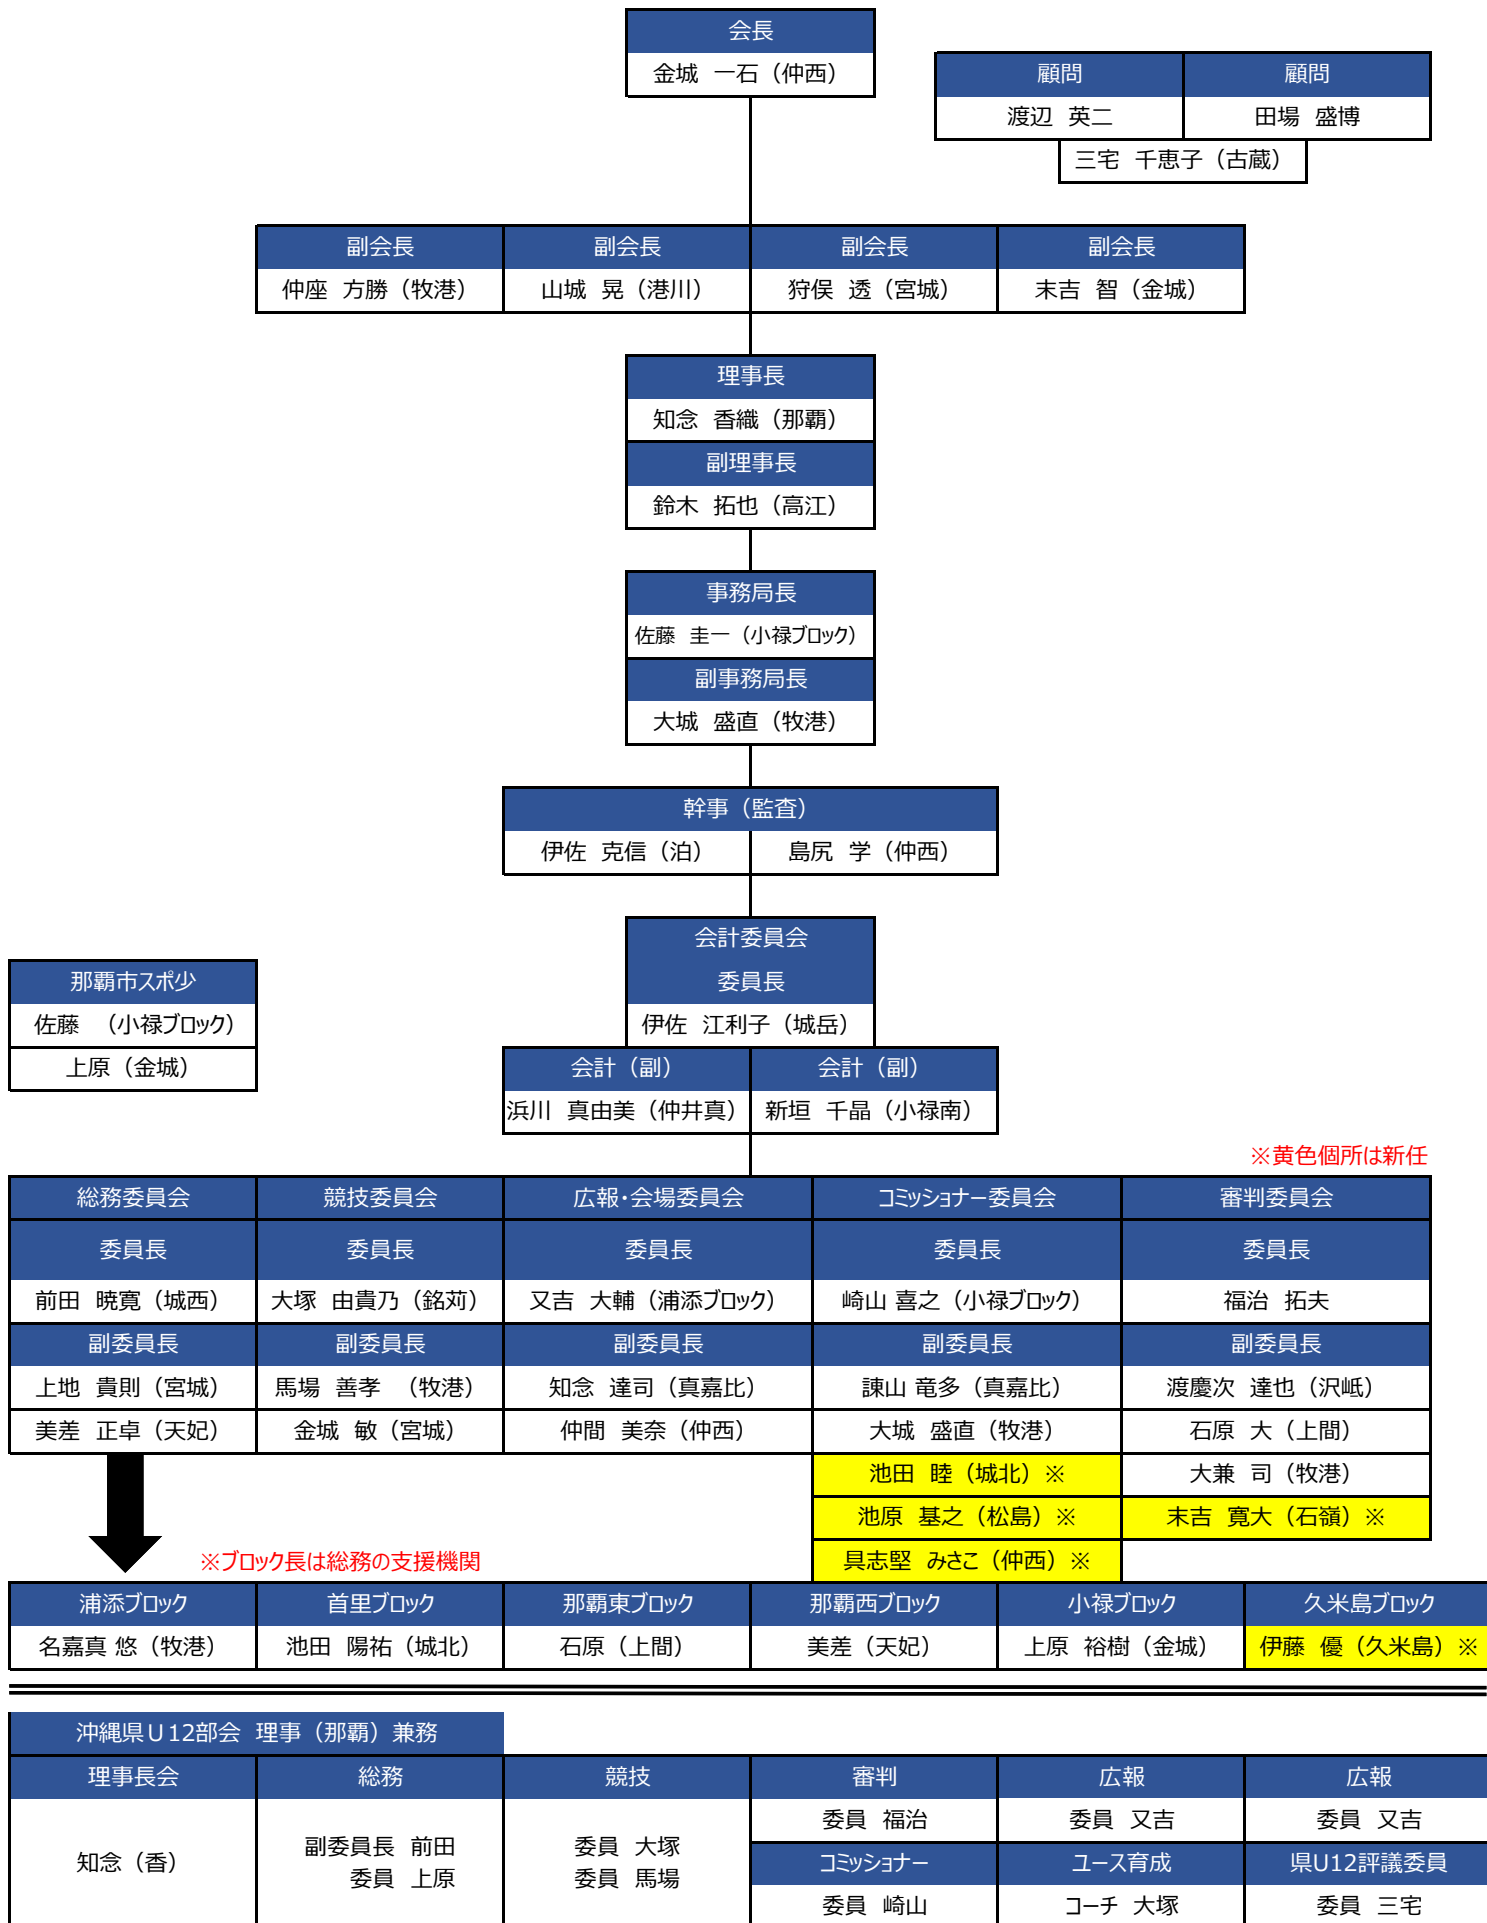 会長
金城 一石（仲西）
顧問 顧問
渡辺 英二 田場 盛博
三宅 千恵子（古蔵）
副会長 副会長 副会長 副会長
仲座 方勝（牧港） 山城 晃（港川） 狩俣 透（宮城） 末吉 智（金城）
理事長
知念 香織（那覇）
副理事長
鈴木 拓也（高江）
事務局長
佐藤 圭一（小禄ブロック）
副事務局長
大城 盛直（牧港）
幹事（監査）
伊佐 克信（泊） 島尻 学（仲西）
会計委員会
委員長
伊佐 江利子（城岳）
那覇市スポ少
佐藤 （小禄ブロック）
上原（金城）
会計（副） 会計（副）
浜川 真由美（仲井真） 新垣 千晶（小禄南）
※黄色個所は新任
総務委員会 競技委員会 広報・会場委員会 コミッショナー委員会 審判委員会
委員長 委員長 委員長 委員長 委員長
前田 暁寛（城西） 大塚 由貴乃（銘苅） 又吉 大輔（浦添ブロック） 崎山 喜之（小禄ブロック） 福治 拓夫
副委員長 副委員長 副委員長 副委員長 副委員長
上地 貴則（宮城） 馬場 善孝 （牧港） 知念 達司（真嘉比） 諌山 竜多（真嘉比） 渡慶次 達也（沢岻）
美差 正卓（天妃） 金城 敏（宮城） 仲間 美奈（仲西） 大城 盛直（牧港） 石原 大（上間）
池田 睦（城北）※ 大兼 司（牧港）
池原 基之（松島）※ 末吉 寛大（石嶺）※
※ブロック長は総務の支援機関
具志堅 みさこ（仲西）※
浦添ブロック 首里ブロック 那覇東ブロック 那覇西ブロック 小禄ブロック 久米島ブロック
名嘉真 悠（牧港） 池田 陽祐（城北） 石原（上間） 美差（天妃） 上原 裕樹（金城） 伊藤 優（久米島）※
沖縄県Ｕ12部会 理事（那覇）兼務
理事長会 総務 競技 審判 広報 広報
知念（香）
副委員長 前田
委員 上原
委員 大塚
委員 馬場
委員 福治 委員 又吉 委員 又吉
コミッショナー ユース育成 県U12評議委員
委員 崎山 コーチ 大塚 委員 三宅